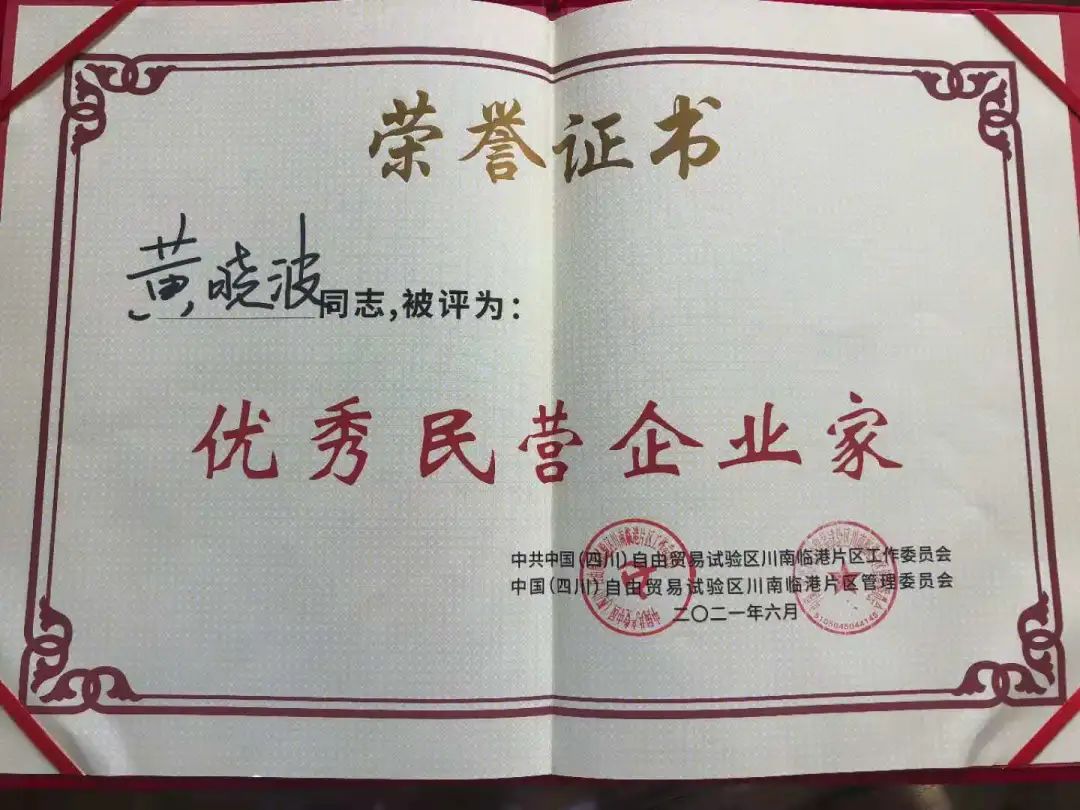 荣誉证书
黄晓波同志,被评为:
优秀民营企业家
中共中国(四川)自由贸易试验区川南临港片区工作委员会
中国(四川)自由贸易试验区川南临港片区管理委员会
二〇二一年六月